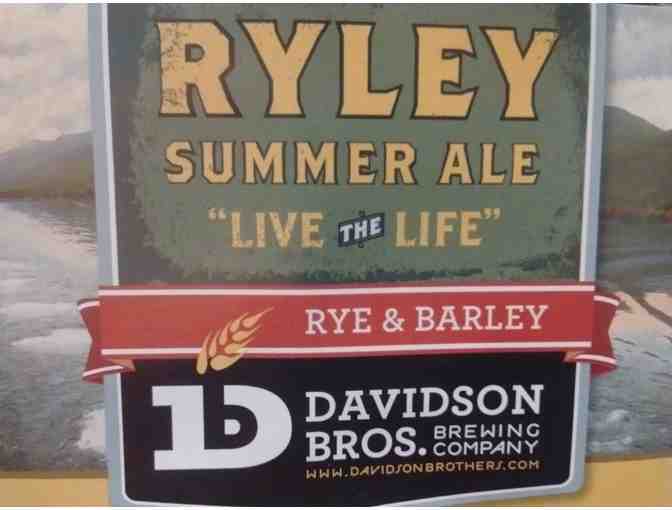 RYLEY
SUMMER ALE
"LIVE THE LIFE"
RYE & BARLEY
DAVIDSON
BROS. BREWING
COMPANY
WWW.DAVIDSONBROTHERS.COM